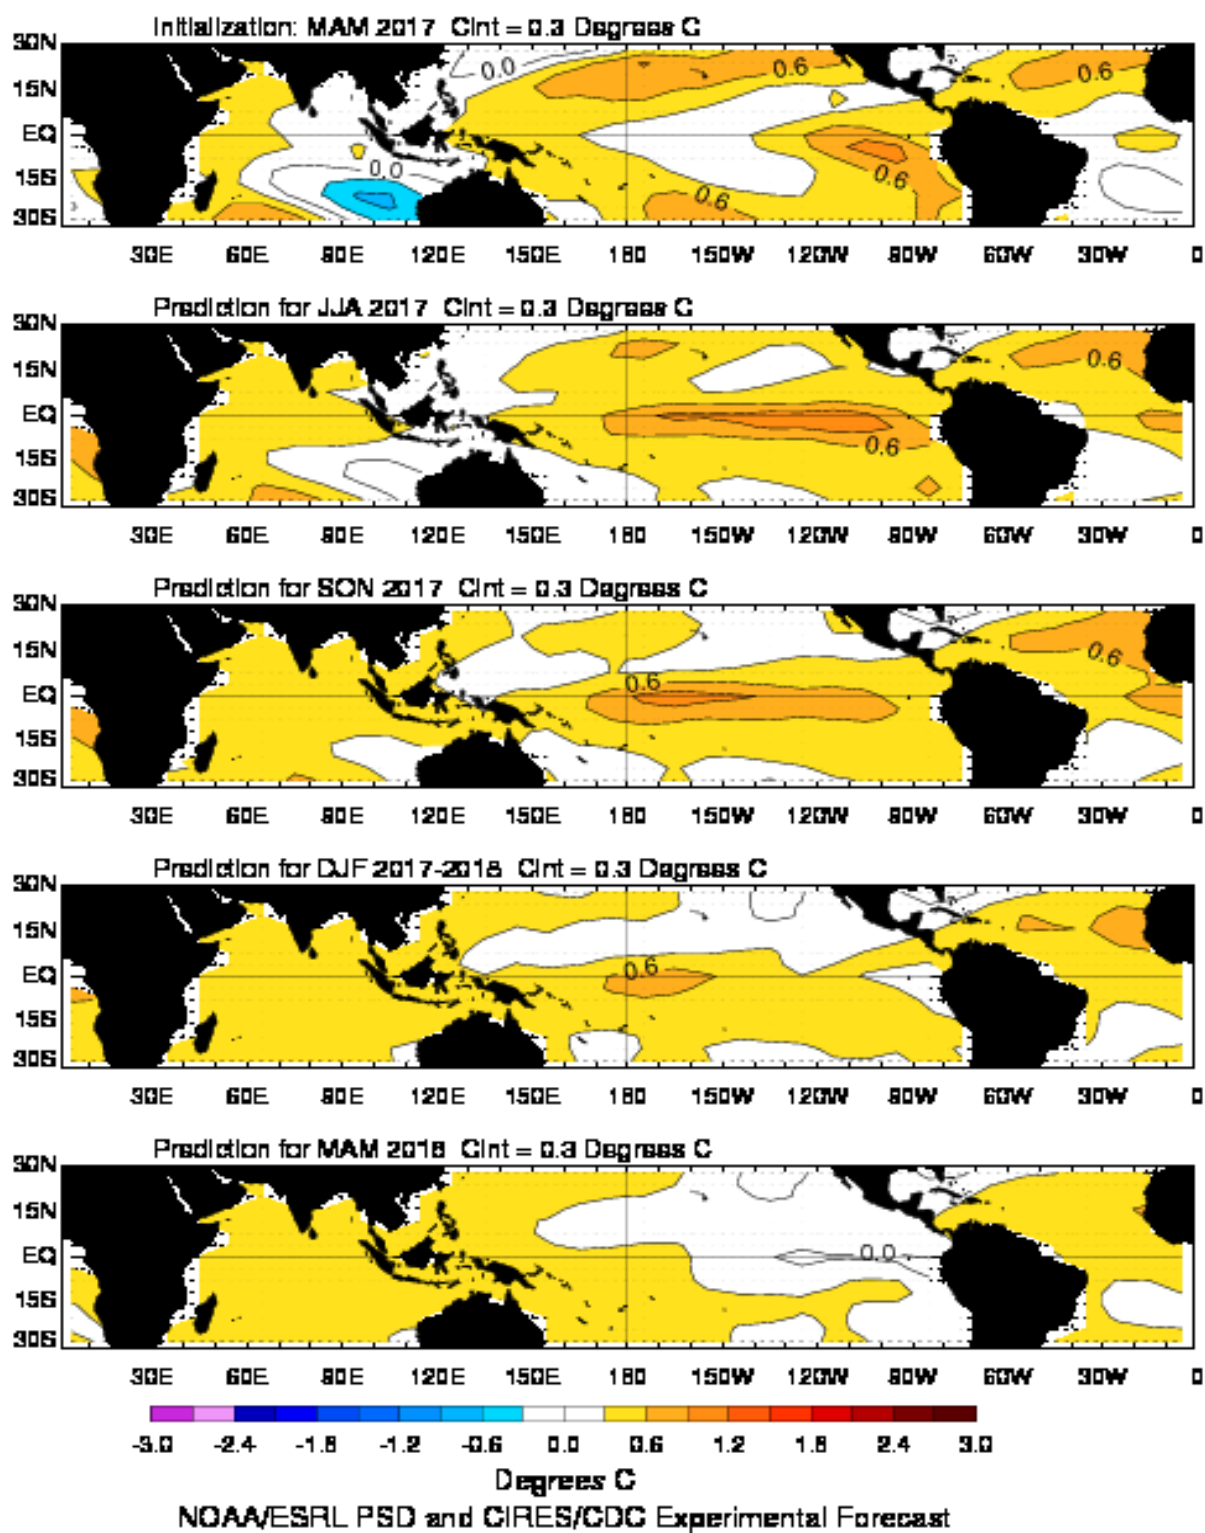 Initialization: MAM 2017 CInt = 0.3 Degrees C
30N
15N
EQ
15S
30S
0.0
0.6
0.6
0.0
0.6
0.6
30E 60E 90E 120E 150E 180 150W 120W 90W 60W 30W 0
Prediction for JJA 2017 CInt = 0.3 Degrees C
30N
15N
EQ
15S
30S
0.6
0.6
30E 60E 90E 120E 150E 180 150W 120W 90W 60W 30W 0
Prediction for SON 2017 CInt = 0.3 Degrees C
30N
15N
EQ
15S
30S
0.6
0.6
30E 60E 90E 120E 150E 180 150W 120W 90W 60W 30W 0
Prediction for DJF 2017-2018 CInt = 0.3 Degrees C
30N
15N
EQ
15S
30S
0.6
30E 60E 90E 120E 150E 180 150W 120W 90W 60W 30W 0
Prediction for MAM 2018 CInt = 0.3 Degrees C
30N
15N
EQ
15S
30S
0.0
30E 60E 90E 120E 150E 180 150W 120W 90W 60W 30W 0
-3.0 -2.4 -1.8 -1.2 -0.6 0.0 0.6 1.2 1.8 2.4 3.0
Degrees C
NOAA/ESRL PSD and CIRES/CDC Experimental Forecast